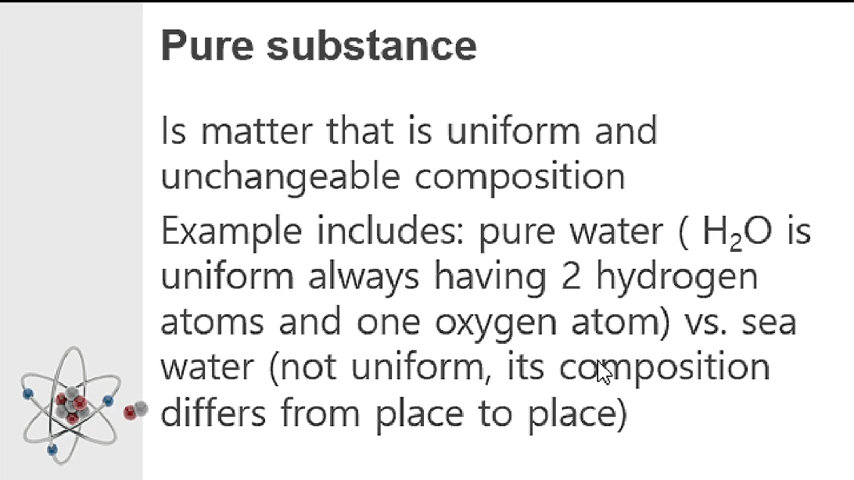 Pure substance
Is matter that is uniform and
unchangeable composition
Example includes: pure water ( H₂O is
uniform always having 2 hydrogen
atoms and one oxygen atom) vs. sea
water (not uniform, its composition
differs from place to place)